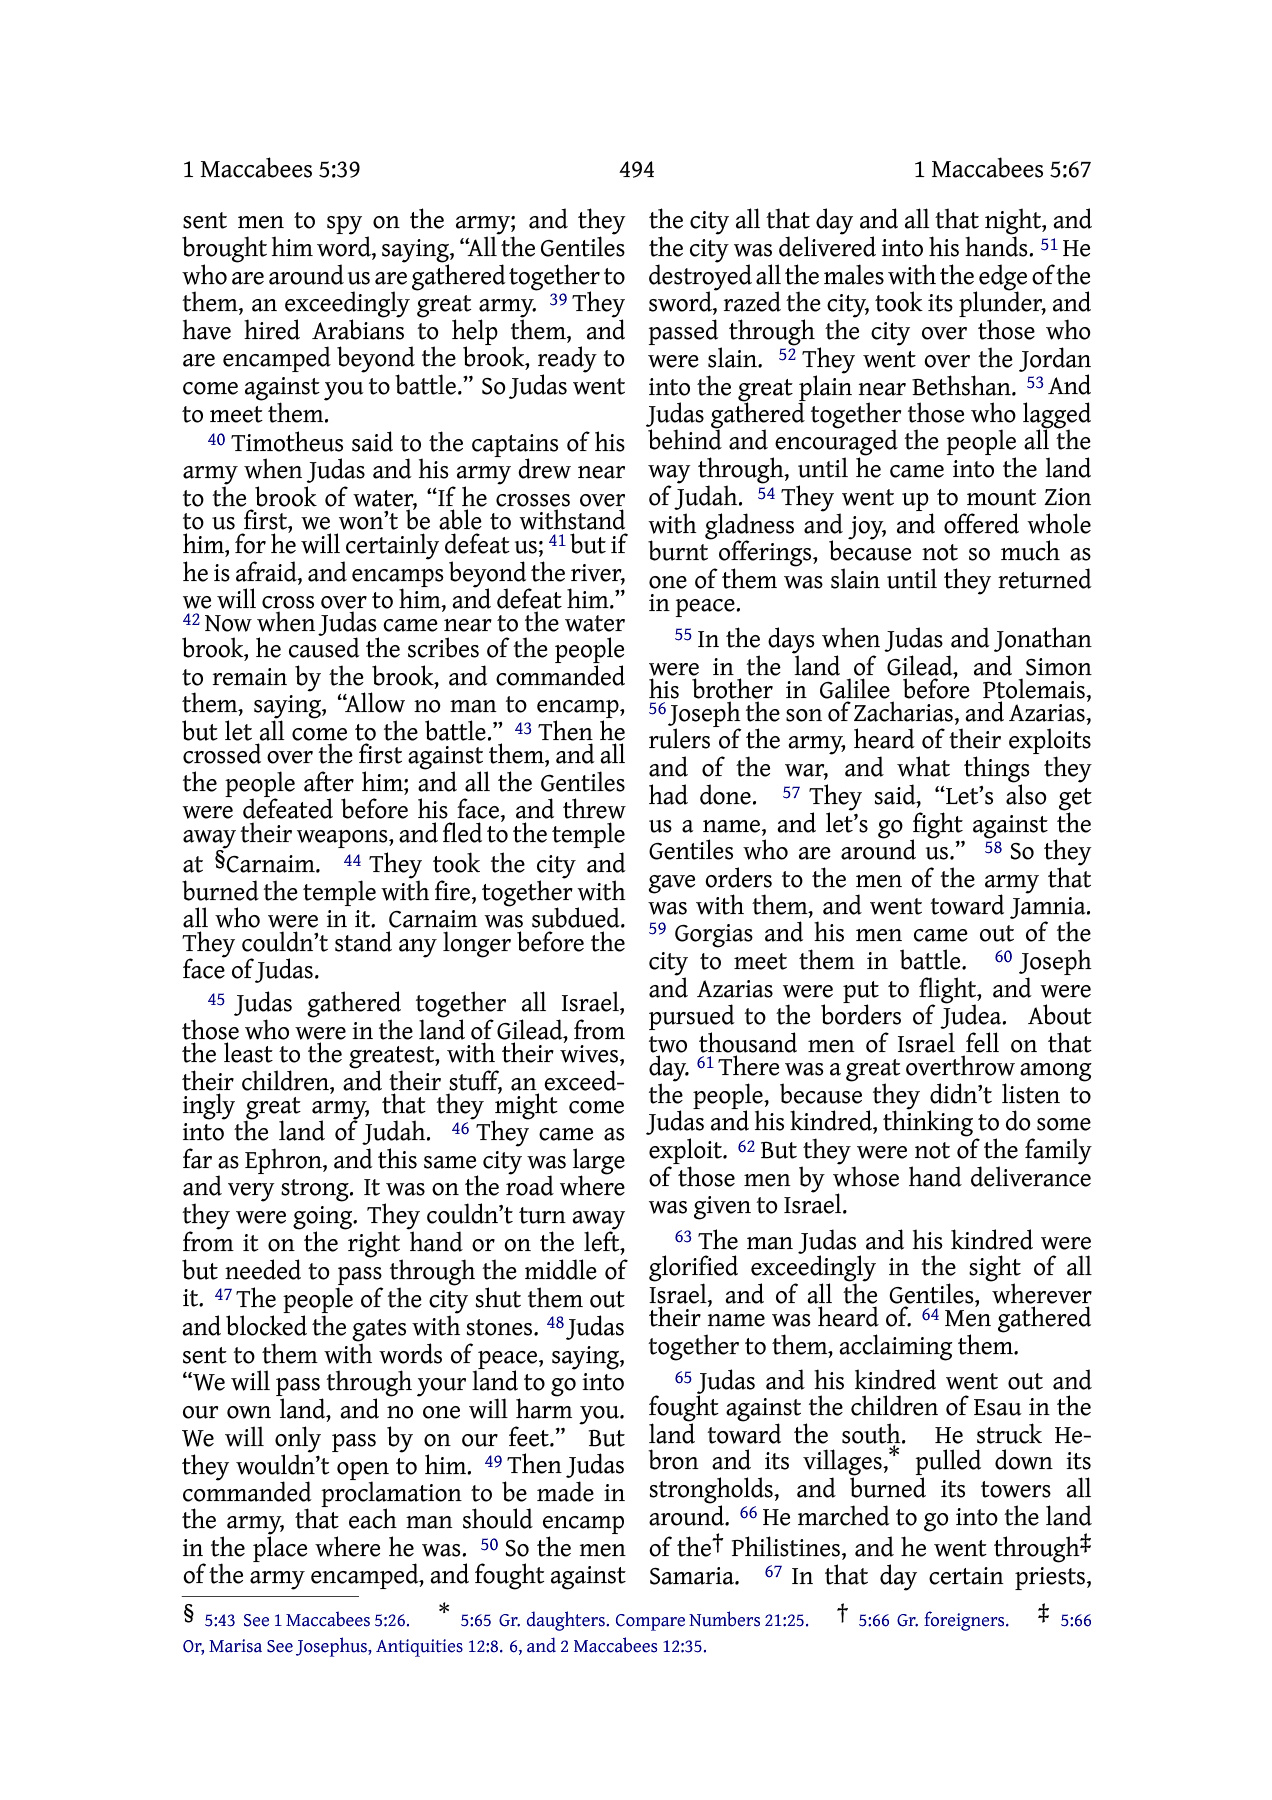 1 Maccabees 5:39 494 1 Maccabees 5:67
sent men to spy on the army; and they
brought him word, saying, “All the Gentiles
who are around us are gathered together to
them, an exceedingly great army. 39 They
have hired Arabians to help them, and
are encamped beyond the brook, ready to
come against you to battle.” So Judas went
to meet them.
40 Timotheus said to the captains of his
army when Judas and his army drew near
to the brook of water, “If he crosses over
to us first, we won’t be able to withstand
him, for he will certainly defeat us; 41 but if
he is afraid, and encamps beyond the river,
we will cross over to him, and defeat him.”
42 Now when Judas came near to the water
brook, he caused the scribes of the people
to remain by the brook, and commanded
them, saying, “Allow no man to encamp,
but let all come to the battle.” 43 Then he
crossed over the first against them, and all
the people after him; and all the Gentiles
were defeated before his face, and threw
away their weapons, and fled to the temple
at §Carnaim. 44 They took the city and
burned the temple with fire, together with
all who were in it. Carnaim was subdued.
They couldn’t stand any longer before the
face of Judas.
45 Judas gathered together all Israel,
those who were in the land of Gilead, from
the least to the greatest, with their wives,
their children, and their stuff, an exceed-
ingly great army, that they might come
into the land of Judah. 46 They came as
far as Ephron, and this same city was large
and very strong. It was on the road where
they were going. They couldn’t turn away
from it on the right hand or on the left,
but needed to pass through the middle of
it. 47 The people of the city shut them out
and blocked the gates with stones. 48 Judas
sent to them with words of peace, saying,
“We will pass through your land to go into
our own land, and no one will harm you.
We will only pass by on our feet.” But
they wouldn’t open to him. 49 Then Judas
commanded proclamation to be made in
the army, that each man should encamp
in the place where he was. 50 So the men
of the army encamped, and fought against
the city all that day and all that night, and
the city was delivered into his hands. 51 He
destroyed all the males with the edge of the
sword, razed the city, took its plunder, and
passed through the city over those who
were slain. 52 They went over the Jordan
into the great plain near Bethshan. 53 And
Judas gathered together those who lagged
behind and encouraged the people all the
way through, until he came into the land
of Judah. 54 They went up to mount Zion
with gladness and joy, and offered whole
burnt offerings, because not so much as
one of them was slain until they returned
in peace.
55 In the days when Judas and Jonathan
were in the land of Gilead, and Simon
his brother in Galilee before Ptolemais,
56 Joseph the son of Zacharias, and Azarias,
rulers of the army, heard of their exploits
and of the war, and what things they
had done. 57 They said, “Let’s also get
us a name, and let’s go fight against the
Gentiles who are around us.” 58 So they
gave orders to the men of the army that
was with them, and went toward Jamnia.
59 Gorgias and his men came out of the
city to meet them in battle. 60 Joseph
and Azarias were put to flight, and were
pursued to the borders of Judea. About
two thousand men of Israel fell on that
day. 61 There was a great overthrow among
the people, because they didn’t listen to
Judas and his kindred, thinking to do some
exploit. 62 But they were not of the family
of those men by whose hand deliverance
was given to Israel.
63 The man Judas and his kindred were
glorified exceedingly in the sight of all
Israel, and of all the Gentiles, wherever
their name was heard of. 64 Men gathered
together to them, acclaiming them.
65 Judas and his kindred went out and
fought against the children of Esau in the
land toward the south. He struck He-
bron and its villages,* pulled down its
strongholds, and burned its towers all
around. 66 He marched to go into the land
of the† Philistines, and he went through‡
Samaria. 67 In that day certain priests,
§ 5:43 See 1 Maccabees 5:26. * 5:65 Gr. daughters. Compare Numbers 21:25. † 5:66 Gr. foreigners. ‡ 5:66
Or, Marisa See Josephus, Antiquities 12:8. 6, and 2 Maccabees 12:35.